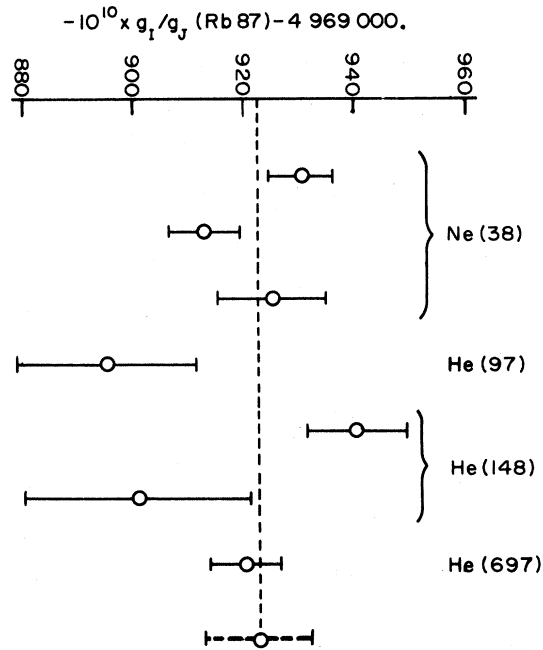 -10¹⁰ x g_I/g_J (Rb 87) - 4 969 000.
880 900 920 940 960
Ne (38)
He (97)
He (148)
He (697)